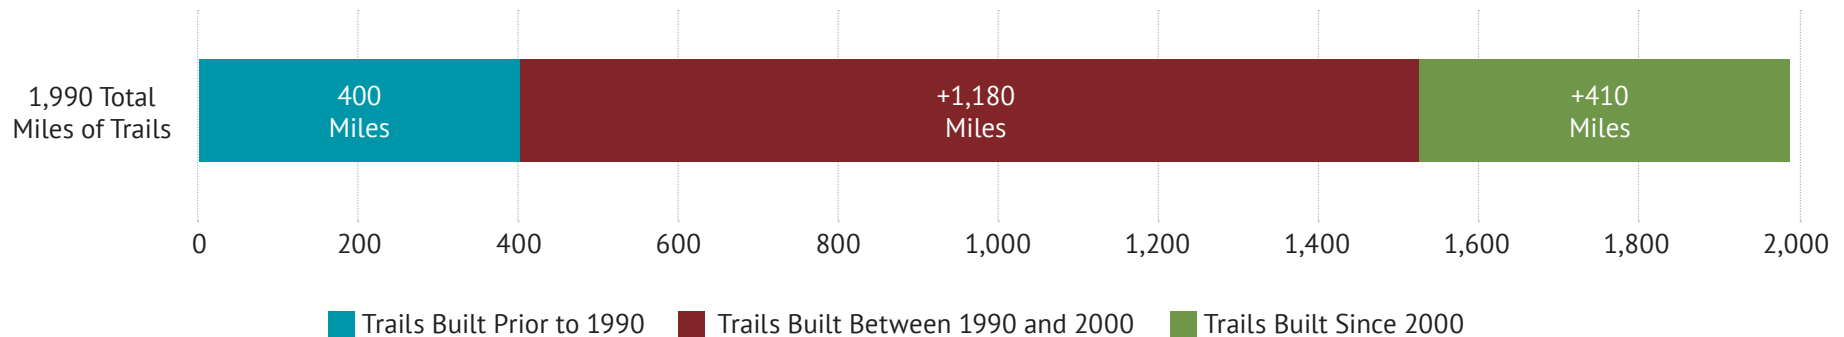 1,990 Total
Miles of Trails
400
Miles
+1,180
Miles
+410
Miles
0 200 400 600 800 1,000 1,200 1,400 1,600 1,800 2,000
Trails Built Prior to 1990 Trails Built Between 1990 and 2000 Trails Built Since 2000